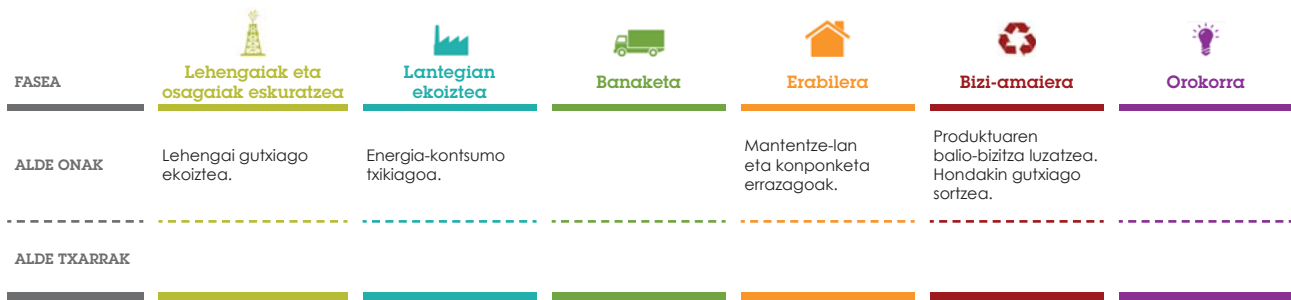 FASEA
Lehengaiak eta
osagaiak eskuratzea
Lantegian
ekoiztea
Banaketa
Erabilera
Bizi-amaiera
Orokorra
ALDE ONAK
Lehengai gutxiago
ekoiztea.
Energia-kontsumo
txikiagoa.
Mantentze-lan
eta konponketa
errazagoak.
Produktuaren
balio-bizitza luzatzea.
Hondakin gutxiago
sortzea.
ALDE TXARRAK